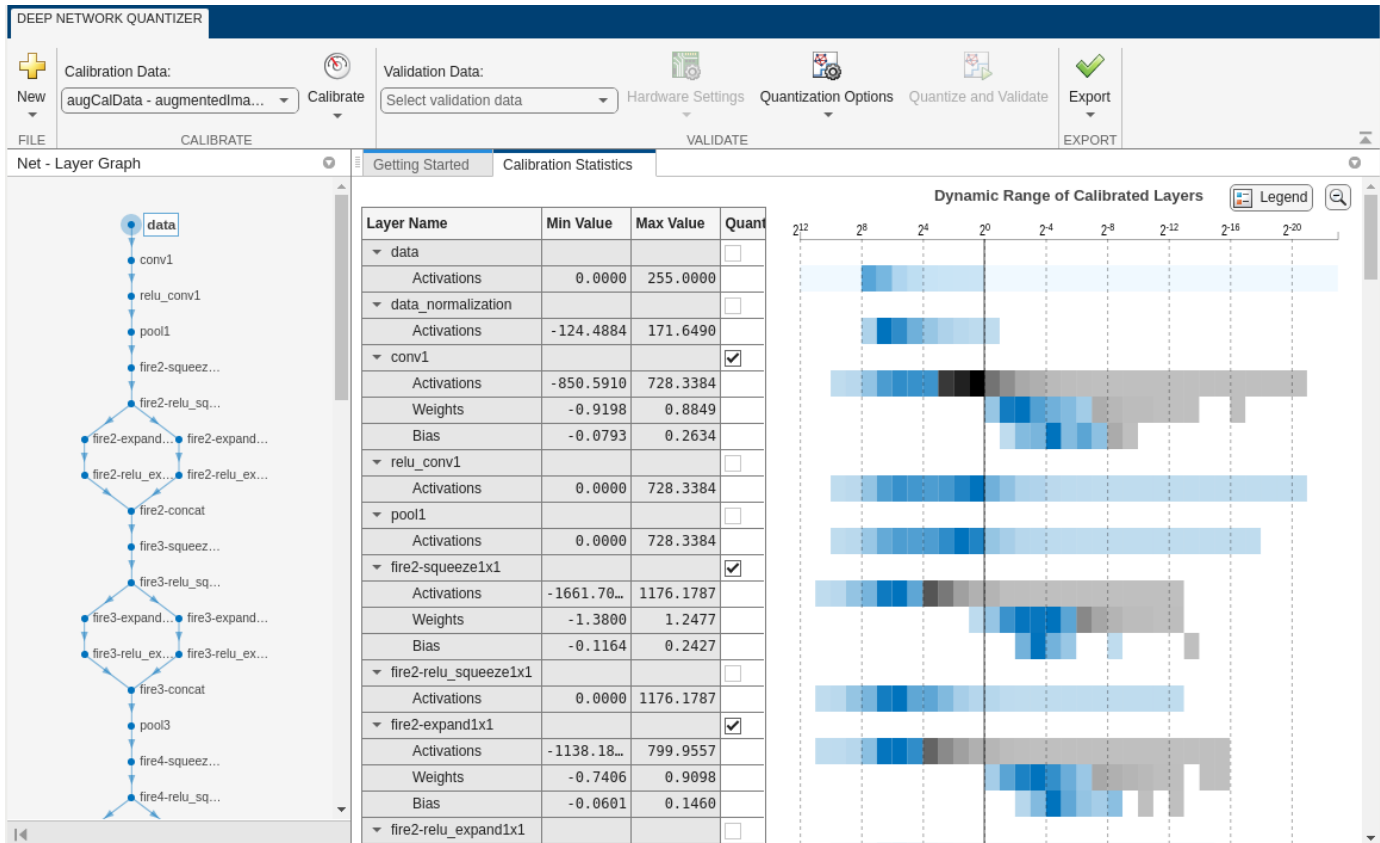 DEEP NETWORK QUANTIZER
New
FILE
Calibration Data:
augCalData - augmentedIma...
Calibrate
CALIBRATE
Validation Data:
Select validation data
Hardware Settings
Quantization Options
Quantize and Validate
VALIDATE
Export
EXPORT
Net - Layer Graph
data
conv1
relu_conv1
pool1
fire2-squeez...
fire2-relu_sq...
fire2-expand... fire2-expand...
fire2-relu_ex... fire2-relu_ex...
fire2-concat
fire3-squeez...
fire3-relu_sq...
fire3-expand... fire3-expand...
fire3-relu_ex... fire3-relu_ex...
fire3-concat
pool3
fire4-squeez...
fire4-relu_sq...
Getting Started Calibration Statistics
Layer Name Min Value Max Value Quant
data
Activations 0.0000 255.0000
data_normalization
Activations -124.4884 171.6490
conv1
Activations -850.5910 728.3384
Weights -0.9198 0.8849
Bias -0.0793 0.2634
relu_conv1
Activations 0.0000 728.3384
pool1
Activations 0.0000 728.3384
fire2-squeeze1x1
Activations -1661.70... 1176.1787
Weights -1.3800 1.2477
Bias -0.1164 0.2427
fire2-relu_squeeze1x1
Activations 0.0000 1176.1787
fire2-expand1x1
Activations -1138.18... 799.9557
Weights -0.7406 0.9098
Bias -0.0601 0.1460
fire2-relu_expand1x1
Dynamic Range of Calibrated Layers
Legend
2^12 2^8 2^4 2^0 2^-4 2^-8 2^-12 2^-16 2^-20